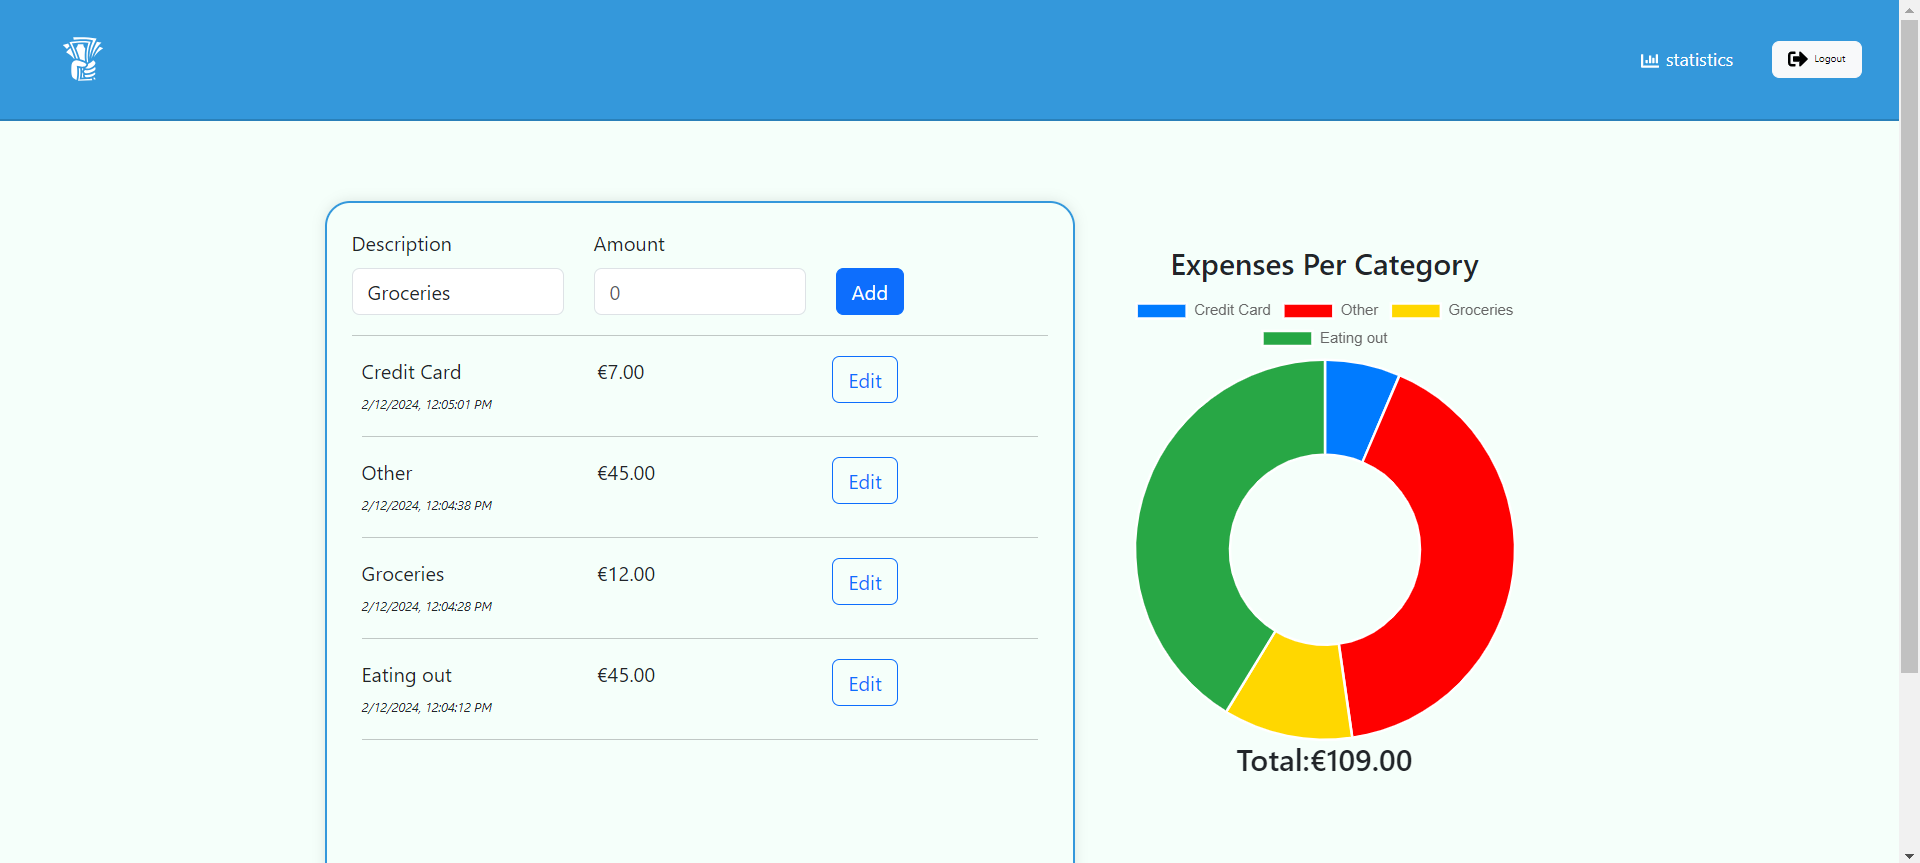 statistics
Logout
Description Amount
Groceries 0 Add
Credit Card €7.00 Edit
2/12/2024, 12:05:01 PM
Other €45.00 Edit
2/12/2024, 12:04:38 PM
Groceries €12.00 Edit
2/12/2024, 12:04:28 PM
Eating out €45.00 Edit
2/12/2024, 12:04:12 PM
Expenses Per Category
Credit Card Other Groceries
Eating out
Total:€109.00